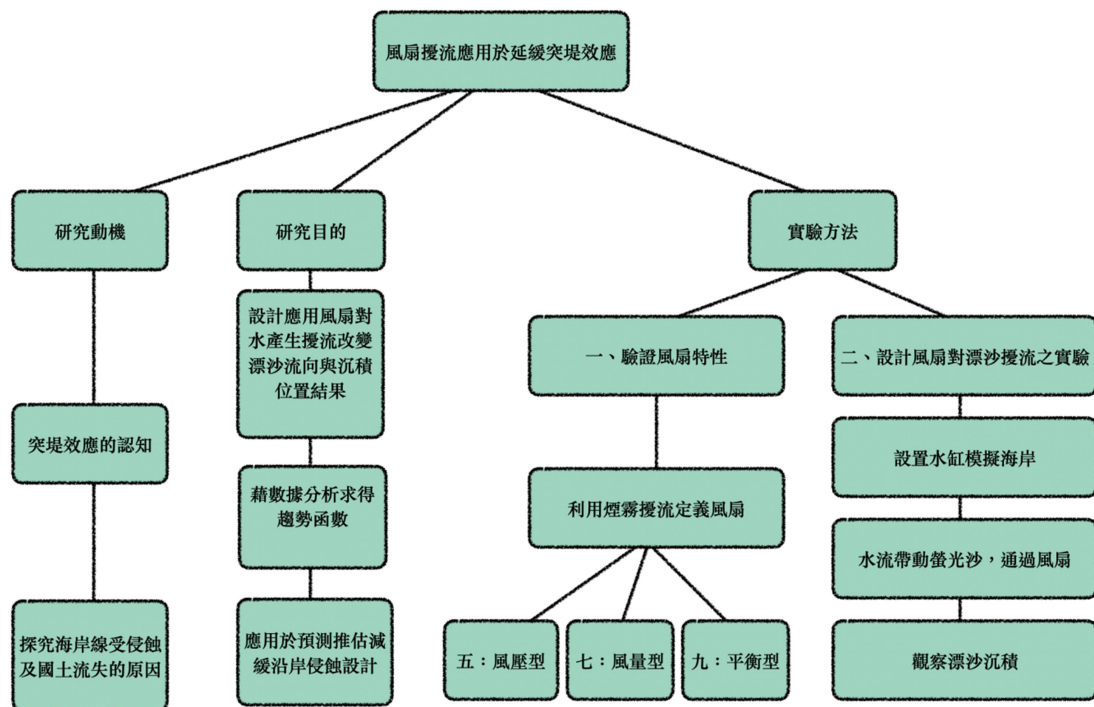 風扇擾流應用於延緩突堤效應
研究動機
研究目的
實驗方法
設計應用風扇對
水產生擾流改變
漂沙流向與沉積
位置結果
一、驗證風扇特性
二、設計風扇對漂沙擾流之實驗
突堤效應的認知
設置水缸模擬海岸
藉數據分析求得
趨勢函數
利用煙霧擾流定義風扇
水流帶動螢光沙，通過風扇
探究海岸線受侵蝕
及國土流失的原因
應用於預測推估減
緩沿岸侵蝕設計
五：風壓型
七：風量型
九：平衡型
觀察漂沙沉積